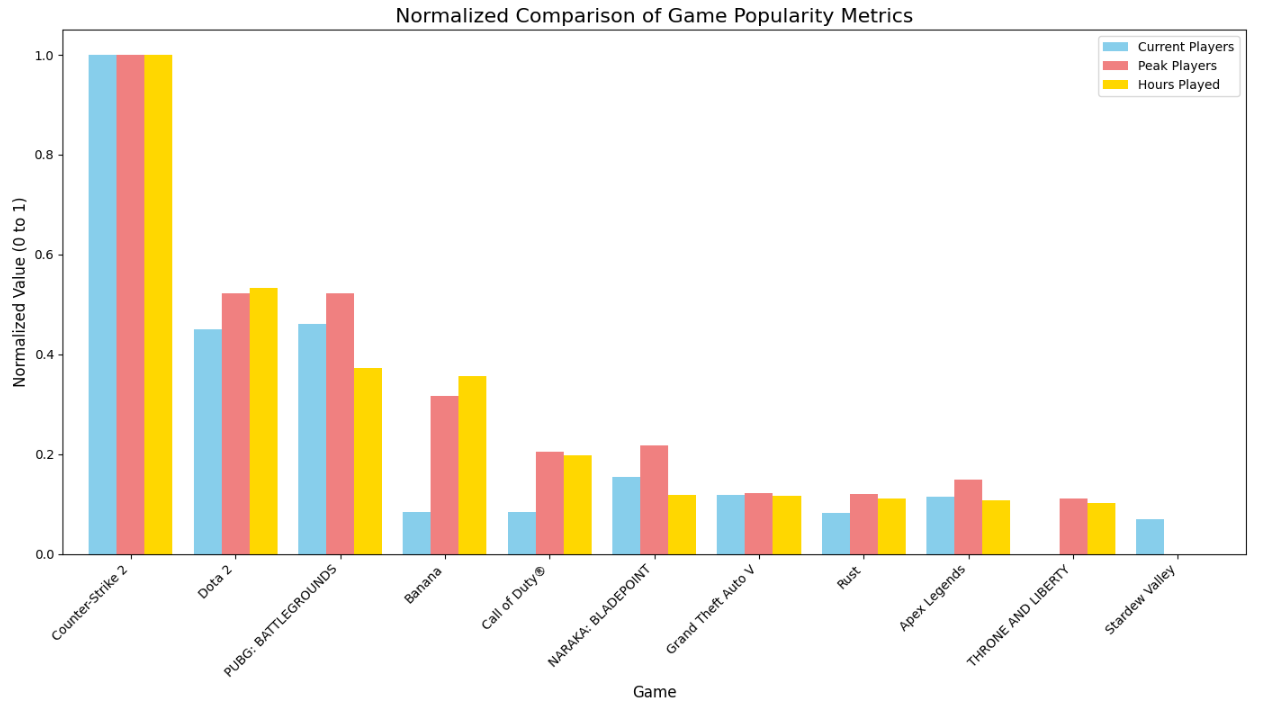 Normalized Comparison of Game Popularity Metrics
Current Players
Peak Players
Hours Played
Normalized Value (0 to 1)
1.0
0.8
0.6
0.4
0.2
0.0
Counter-Strike 2
Dota 2
PUBG: BATTLEGROUNDS
Banana
Call of Duty®
NARAKA: BLADEPOINT
Grand Theft Auto V
Rust
Apex Legends
THRONE AND LIBERTY
Stardew Valley
Game